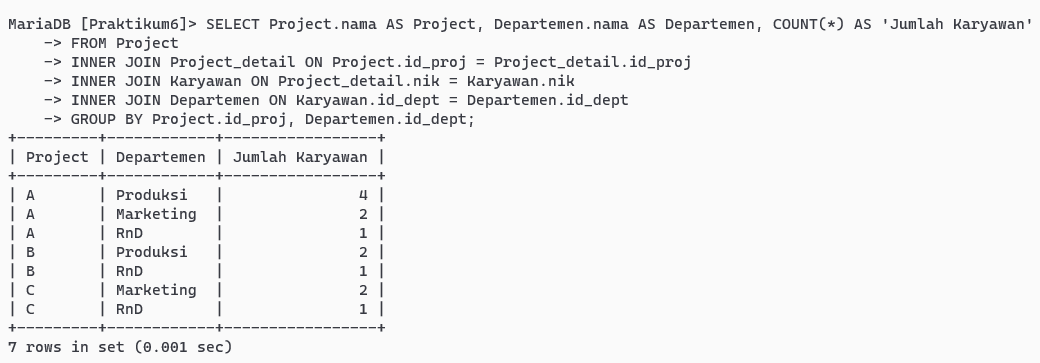 MariaDB [Praktikum6]> SELECT Project.nama AS Project, Departemen.nama AS Departemen, COUNT(*) AS 'Jumlah Karyawan'
    -> FROM Project
    -> INNER JOIN Project_detail ON Project.id_proj = Project_detail.id_proj
    -> INNER JOIN Karyawan ON Project_detail.nik = Karyawan.nik
    -> INNER JOIN Departemen ON Karyawan.id_dept = Departemen.id_dept
    -> GROUP BY Project.id_proj, Departemen.id_dept;
+---------+------------+-----------------+
| Project | Departemen | Jumlah Karyawan |
+---------+------------+-----------------+
| A       | Produksi   |               4 |
| A       | Marketing  |               2 |
| A       | RnD        |               1 |
| B       | Produksi   |               2 |
| B       | RnD        |               1 |
| C       | Marketing  |               2 |
| C       | RnD        |               1 |
+---------+------------+-----------------+
7 rows in set (0.001 sec)